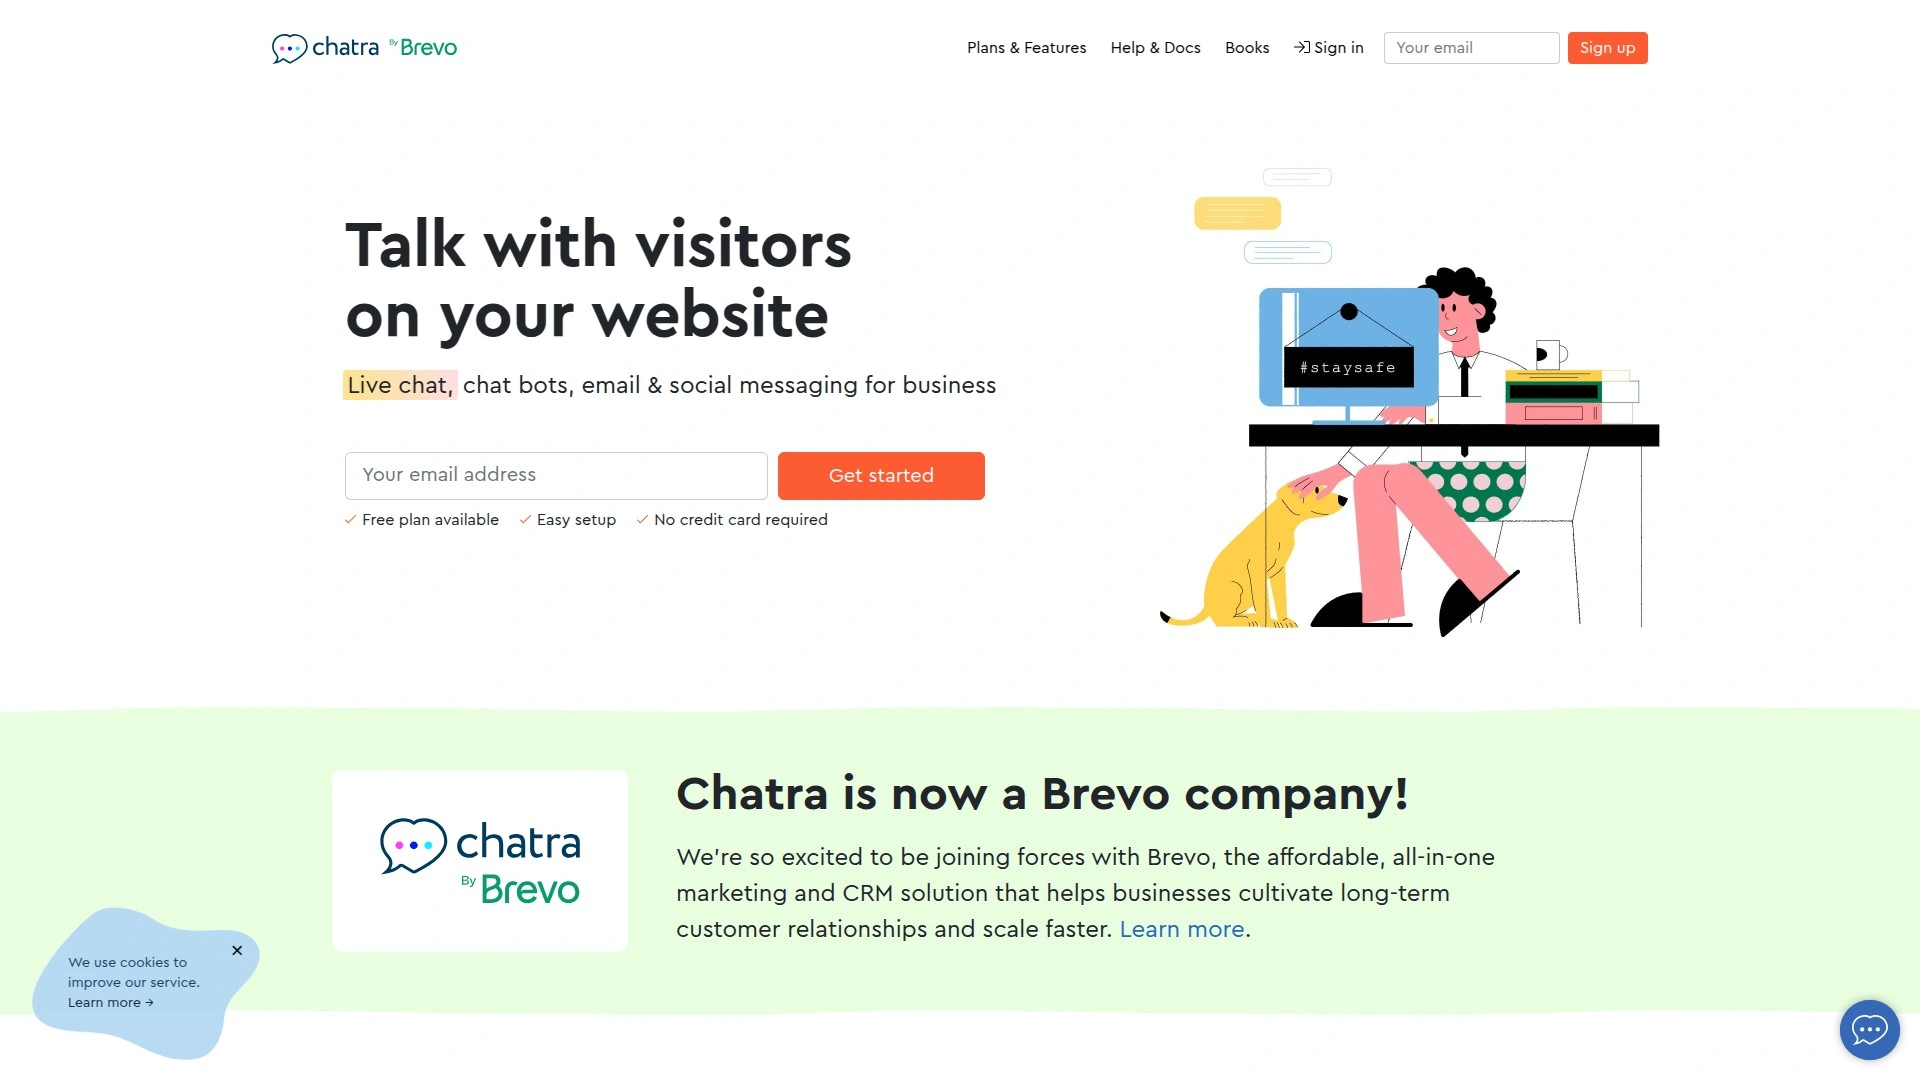 chatra By Brevo
Plans & Features
Help & Docs
Books
Sign in
Your email
Sign up
Talk with visitors
on your website
Live chat, chat bots, email & social messaging for business
Your email address
Get started
Free plan available
Easy setup
No credit card required
#staysafe
chatra
By Brevo
Chatra is now a Brevo company!
We're so excited to be joining forces with Brevo, the affordable, all-in-one
marketing and CRM solution that helps businesses cultivate long-term
customer relationships and scale faster. Learn more.
We use cookies to
improve our service.
Learn more →